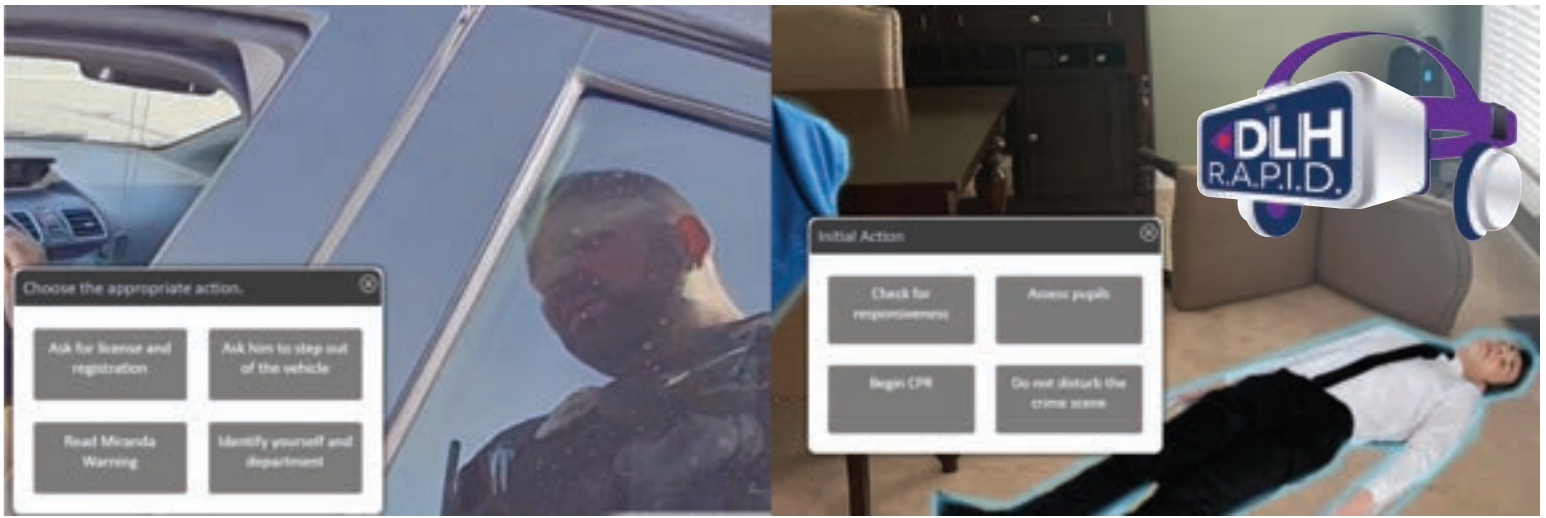 Choose the appropriate action.
Ask for license and
registration
Ask him to step out
of the vehicle
Read Miranda
Warning
Identify yourself and
department
Initial Action
Check for
responsiveness
Assess pupils
Begin CPR
Do not disturb the
crime scene
DLH
R.A.P.I.D.